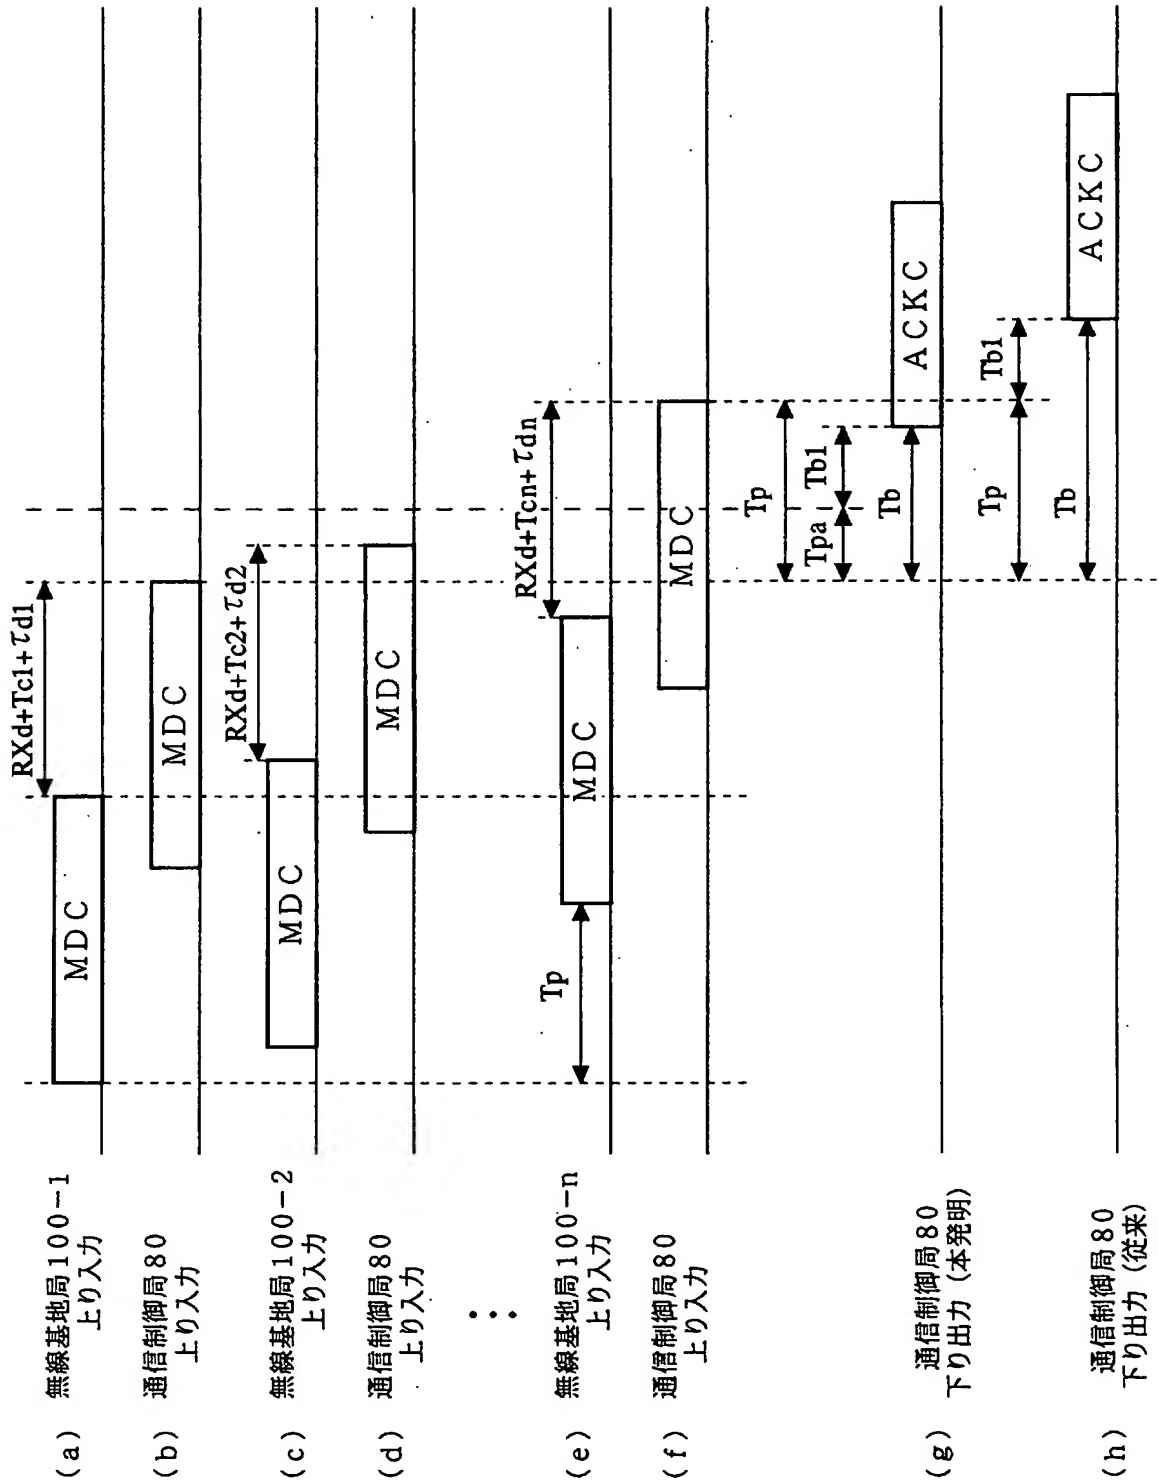 (a) 無線基地局100-1
上り入力
MDC
RXd+Tc1+τd1
(b) 通信制御局80
上り入力
MDC
(c) 無線基地局100-2
上り入力
MDC
RXd+Tc2+τd2
(d) 通信制御局80
上り入力
MDC
(e) 無線基地局100-n
上り入力
Tp
MDC
RXd+Tcn+τdn
(f) 通信制御局80
上り入力
MDC
Tp
Tpa
Tb1
(g) 通信制御局80
下り出力 (本発明)
Tb
ACKC
Tp
Tb1
(h) 通信制御局80
下り出力 (従来)
Tb
ACKC